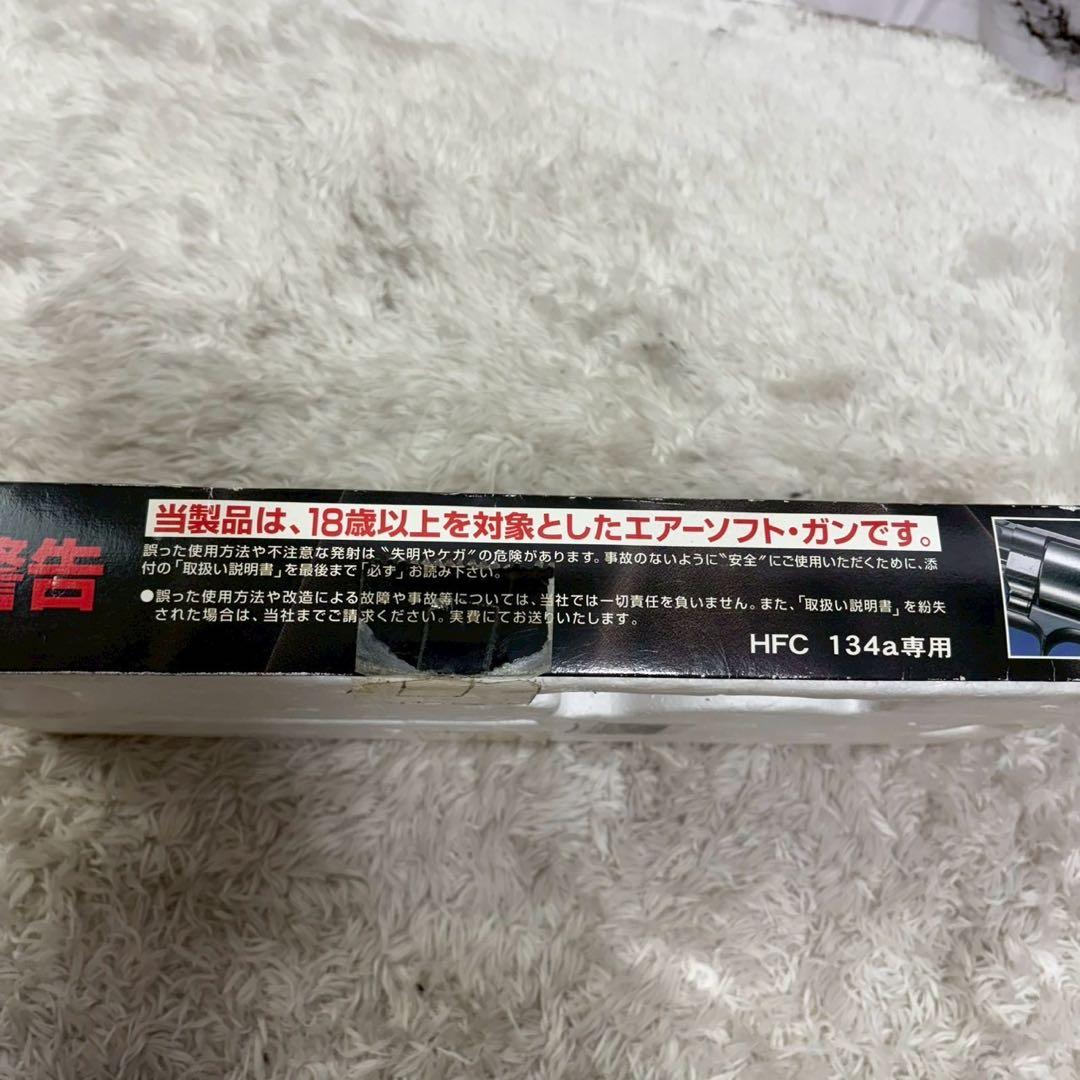 警告
当製品は、18歳以上を対象としたエアーソフト・ガンです。
誤った使用方法や不注意な発射は〝失明やケガ〟の危険があります。事故のないように〝安全〟にご使用いただくために、添
付の「取扱い説明書」を最後まで「必ず」お読み下さい。
●誤った使用方法や改造による故障や事故等については、当社では一切責任を負いません。また、「取扱い説明書」を紛失
された場合は、当社までご請求ください。実費にてお送りいたします。
HFC 134a専用